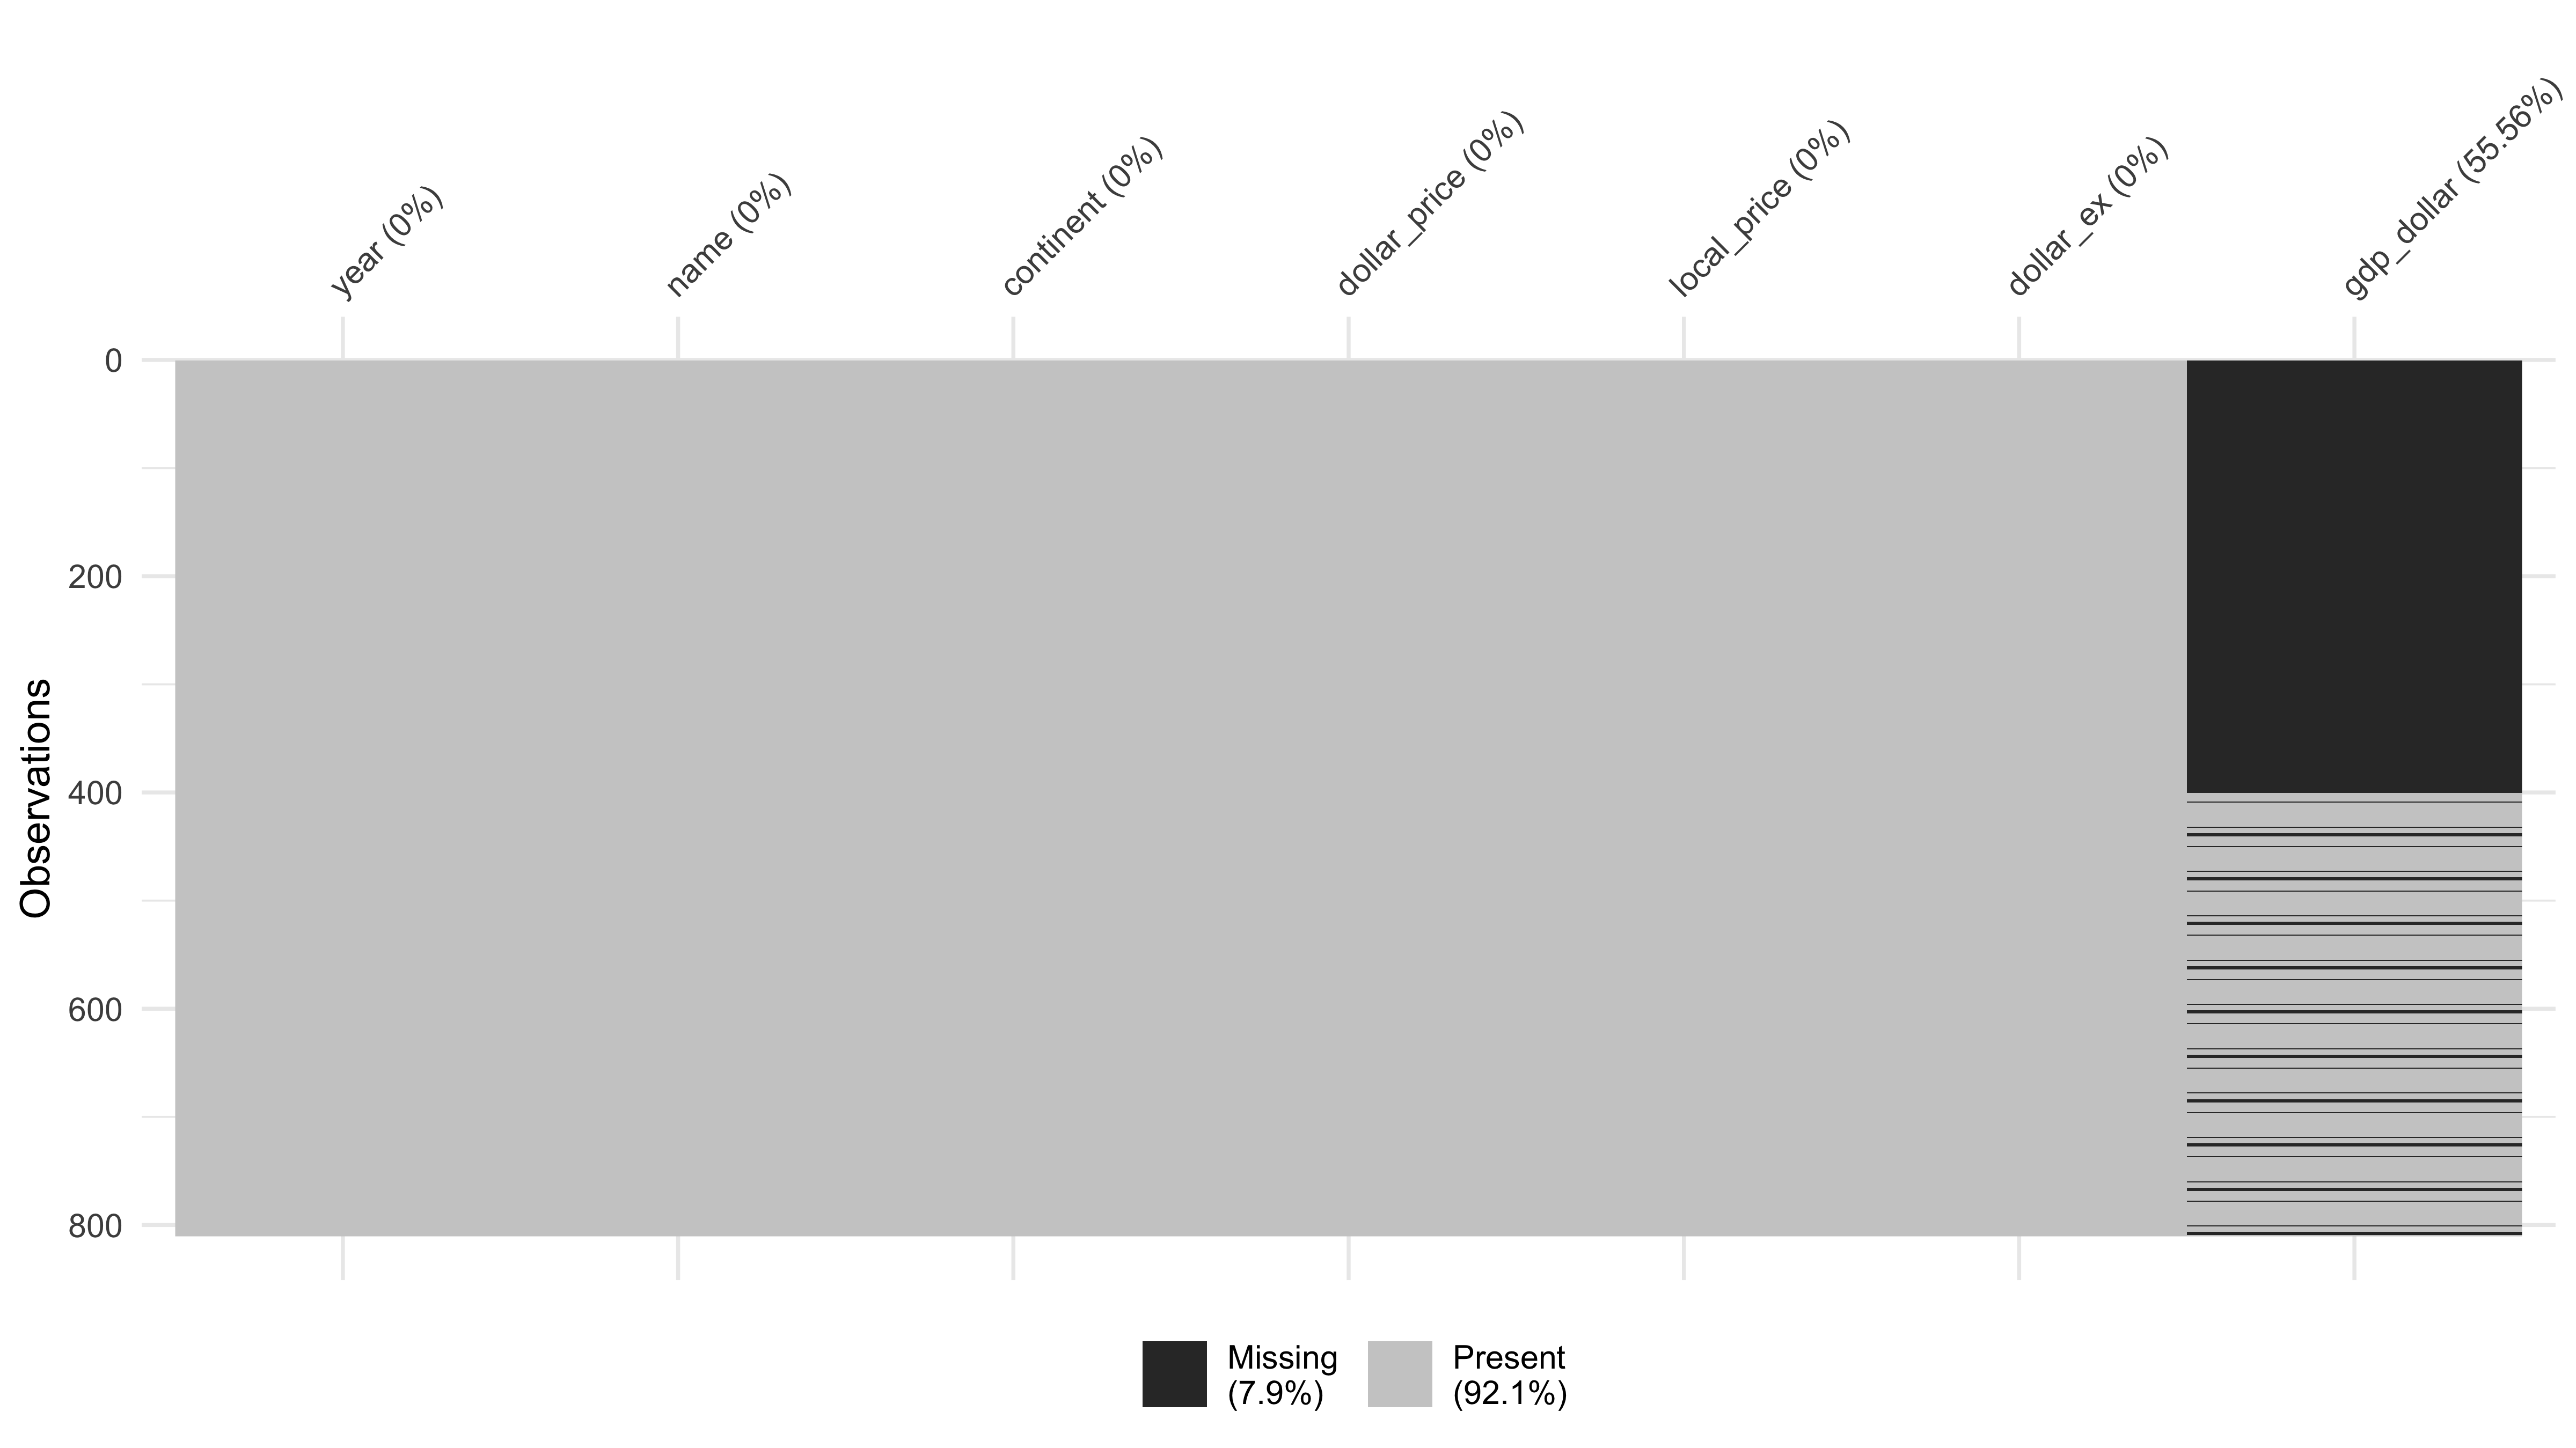 year (0%)
name (0%)
continent (0%)
dollar_price (0%)
local_price (0%)
dollar_ex (0%)
gdp_dollar (55.56%)
0
200
400
600
800
Observations
Missing
(7.9%)
Present
(92.1%)